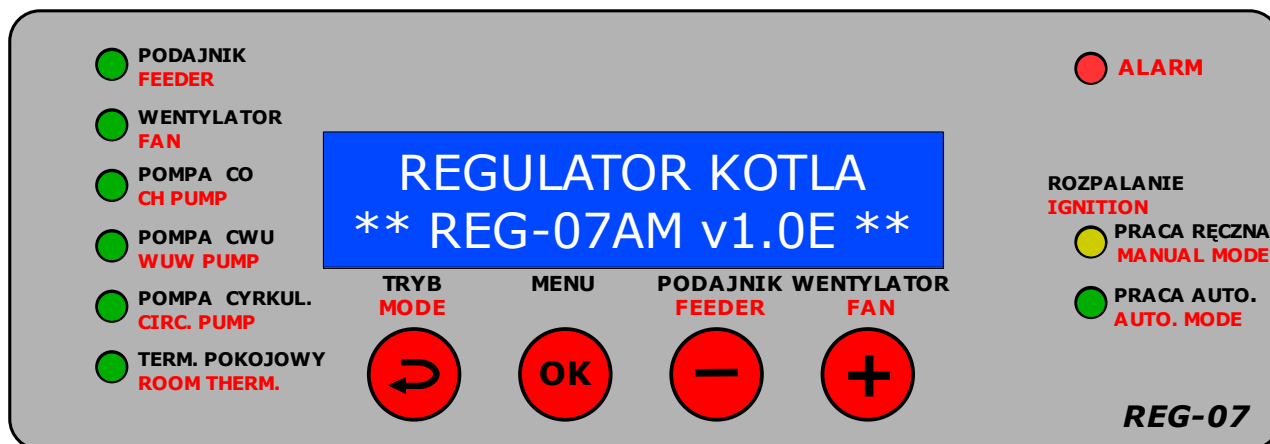 PODAJNIK
FEEDER
WENTYLATOR
FAN
POMPA CO
CH PUMP
POMPA CWU
WUW PUMP
POMPA CYRKUL.
CIRC. PUMP
TERM. POKOJOWY
ROOM THERM.
REGULATOR KOTLA
** REG-07AM v1.0E **
TRYB
MODE
MENU
PODAJNIK
FEEDER
WENTYLATOR
FAN
OK
ALARM
ROZPALANIE
IGNITION
PRACA RĘCZNA
MANUAL MODE
PRACA AUTO.
AUTO. MODE
REG-07